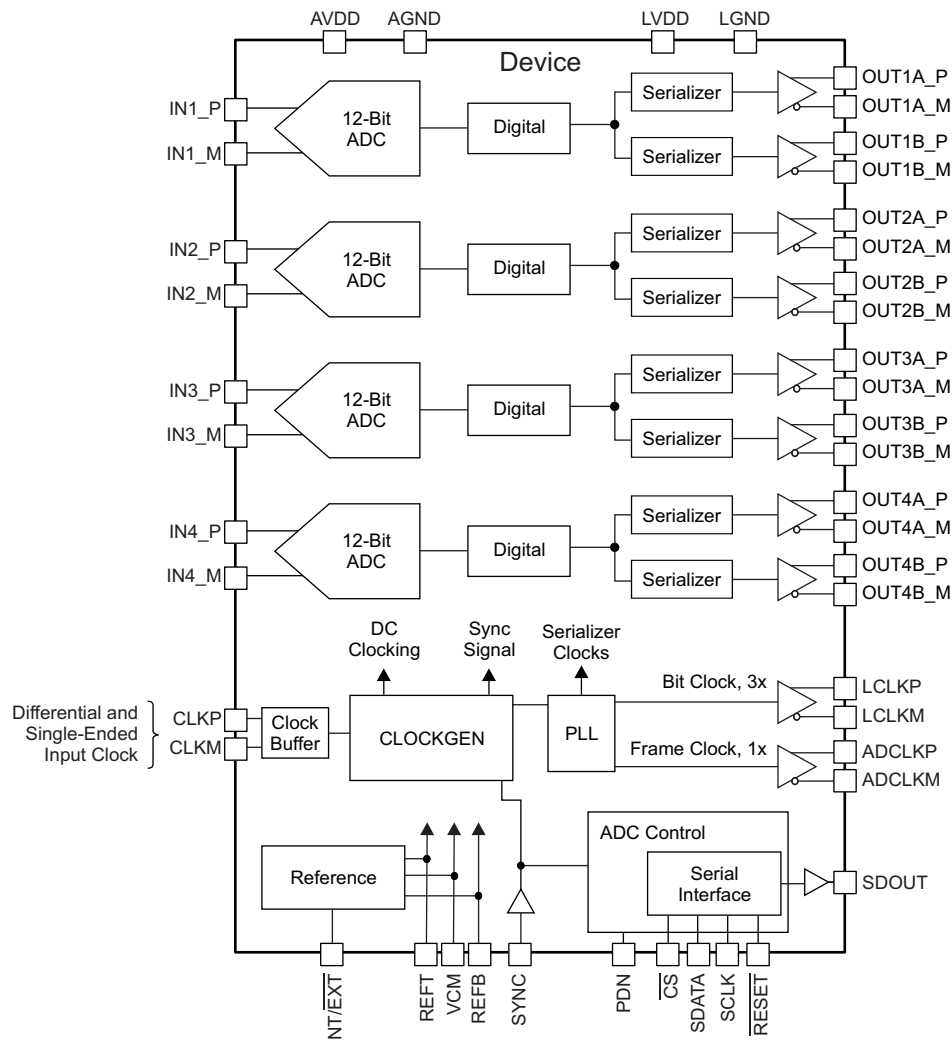 AVDD
AGND
LVDD
LGND
Device
IN1_P
IN1_M
12-Bit
ADC
Digital
Serializer
Serializer
OUT1A_P
OUT1A_M
OUT1B_P
OUT1B_M
IN2_P
IN2_M
12-Bit
ADC
Digital
Serializer
Serializer
OUT2A_P
OUT2A_M
OUT2B_P
OUT2B_M
IN3_P
IN3_M
12-Bit
ADC
Digital
Serializer
Serializer
OUT3A_P
OUT3A_M
OUT3B_P
OUT3B_M
IN4_P
IN4_M
12-Bit
ADC
Digital
Serializer
Serializer
OUT4A_P
OUT4A_M
OUT4B_P
OUT4B_M
DC
Clocking
Sync
Signal
Serializer
Clocks
Differential and
Single-Ended
Input Clock
CLKP
CLKM
Clock
Buffer
CLOCKGEN
PLL
Bit Clock, 3x
Frame Clock, 1x
LCLKP
LCLKM
ADCLKP
ADCLKM
Reference
ADC Control
Serial
Interface
SDOUT
NT/EXT
REFT
VCM
REFB
SYNC
PDN
CS
SDATA
SCLK
RESET